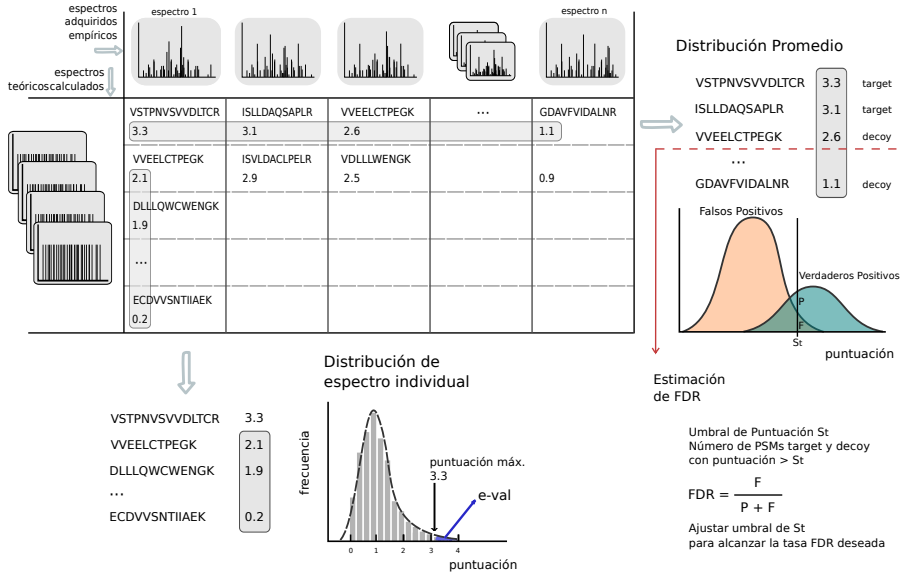 espectros
adquiridos
empíricos
espectro 1
espectro n
espectros
teóricoscalculados
VSTPNVSVVDLTCR ISLLDAQSAPLR VVEELCTPEGK ... GDAVFVIDALNR
3.3 3.1 2.6 1.1
VVEELCTPEGK ISVLDACLPELR VDLLLWENGK
2.1 2.9 2.5 0.9
DLLLQWCWENGK
1.9
...
ECDVVSNTIIAEK
0.2
Distribución Promedio
VSTPNVSVVDLTCR 3.3 target
ISLLDAQSAPLR 3.1 target
VVEELCTPEGK 2.6 decoy
...
GDAVFVIDALNR 1.1 decoy
Falsos Positivos
Verdaderos Positivos
P
F
St
puntuación
Estimación
de FDR
Umbral de Puntuación St
Número de PSMs target y decoy
con puntuación > St
FDR = F
P + F
Ajustar umbral de St
para alcanzar la tasa FDR deseada
VSTPNVSVVDLTCR 3.3
VVEELCTPEGK 2.1
DLLLQWCWENGK 1.9
...
ECDVVSNTIIAEK 0.2
Distribución de
espectro individual
frecuencia
puntuación máx.
3.3
e-val
0 1 2 3 4
puntuación